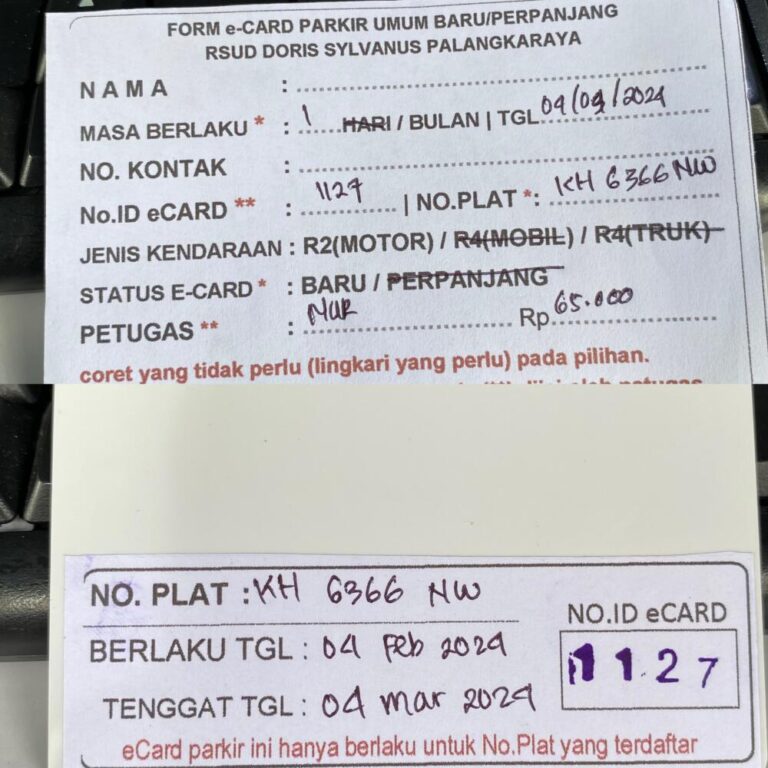 FORM e-CARD PARKIR UMUM BARU/PERPANJANG
RSUD DORIS SYLVANUS PALANGKARAYA
NAMA :
MASA BERLAKU * : 1 HARI / BULAN | TGL 04/02/2024
NO. KONTAK :
No.ID eCARD ** : 1127 | NO.PLAT *: KH 6366 NW
JENIS KENDARAAN : R2(MOTOR) / R4(MOBIL) / R4(TRUK)
STATUS E-CARD * : BARU / PERPANJANG
PETUGAS ** : NUR Rp 65.000
coret yang tidak perlu (lingkari yang perlu) pada pilihan.
NO. PLAT : KH 6366 NW
NO.ID eCARD
BERLAKU TGL : 04 Feb 2024
1127
TENGGAT TGL : 04 mar 2024
eCard parkir ini hanya berlaku untuk No.Plat yang terdaftar